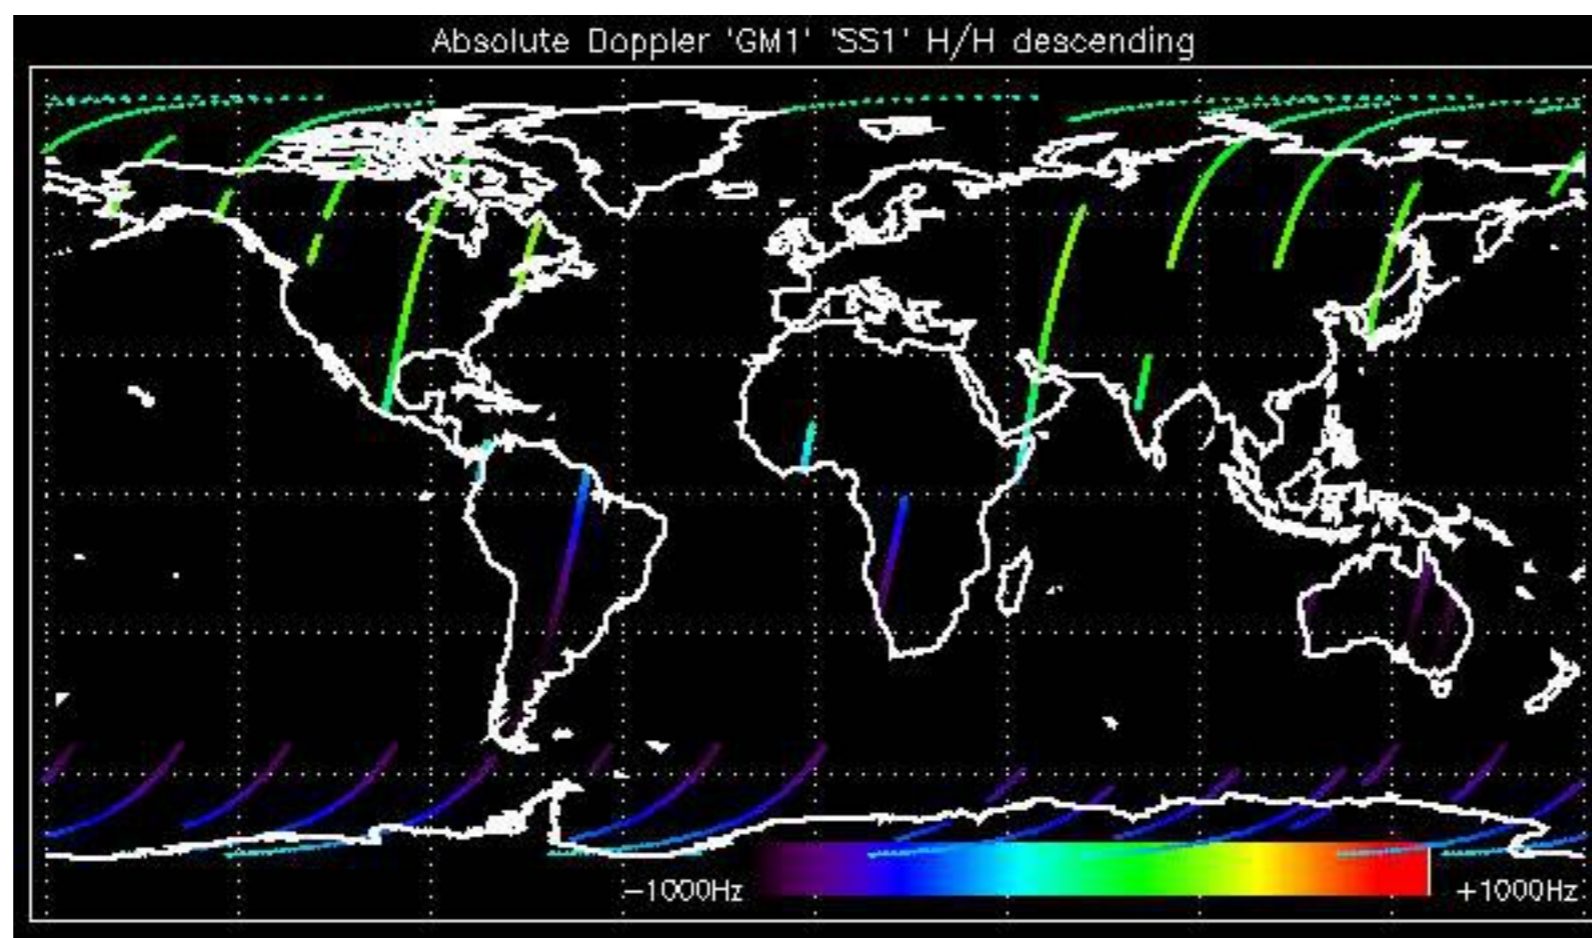 Absolute Doppler 'GM1' 'SS1' H/H descending
-1000Hz +1000Hz